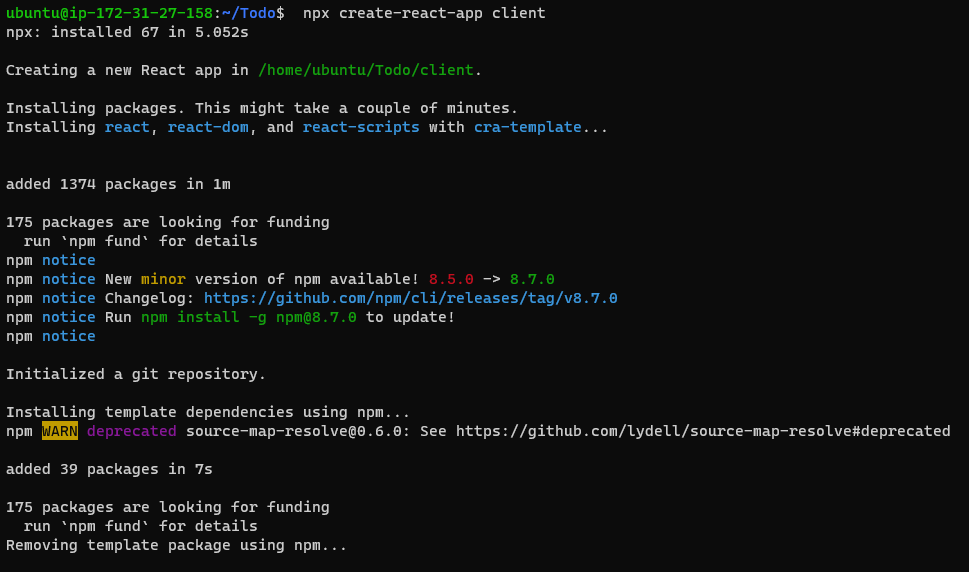 ubuntu@ip-172-31-27-158:~/Todo$  npx create-react-app client
npx: installed 67 in 5.052s
Creating a new React app in /home/ubuntu/Todo/client.
Installing packages. This might take a couple of minutes.
Installing react, react-dom, and react-scripts with cra-template...
added 1374 packages in 1m
175 packages are looking for funding
  run `npm fund` for details
npm notice
npm notice New minor version of npm available! 8.5.0 -> 8.7.0
npm notice Changelog: https://github.com/npm/cli/releases/tag/v8.7.0
npm notice Run npm install -g npm@8.7.0 to update!
npm notice
Initialized a git repository.
Installing template dependencies using npm...
npm WARN deprecated source-map-resolve@0.6.0: See https://github.com/lydell/source-map-resolve#deprecated
added 39 packages in 7s
175 packages are looking for funding
  run `npm fund` for details
Removing template package using npm...